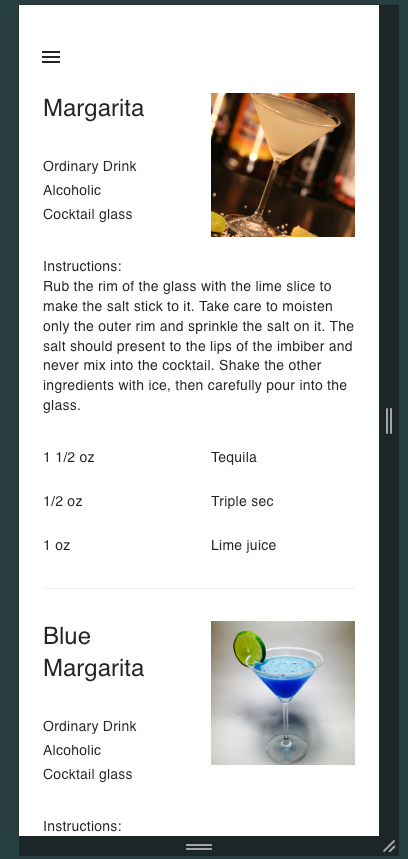 Margarita
Ordinary Drink
Alcoholic
Cocktail glass
Instructions:
Rub the rim of the glass with the lime slice to
make the salt stick to it. Take care to moisten
only the outer rim and sprinkle the salt on it. The
salt should present to the lips of the imbiber and
never mix into the cocktail. Shake the other
ingredients with ice, then carefully pour into the
glass.
1 1/2 oz Tequila
1/2 oz Triple sec
1 oz Lime juice
Blue
Margarita
Ordinary Drink
Alcoholic
Cocktail glass
Instructions: